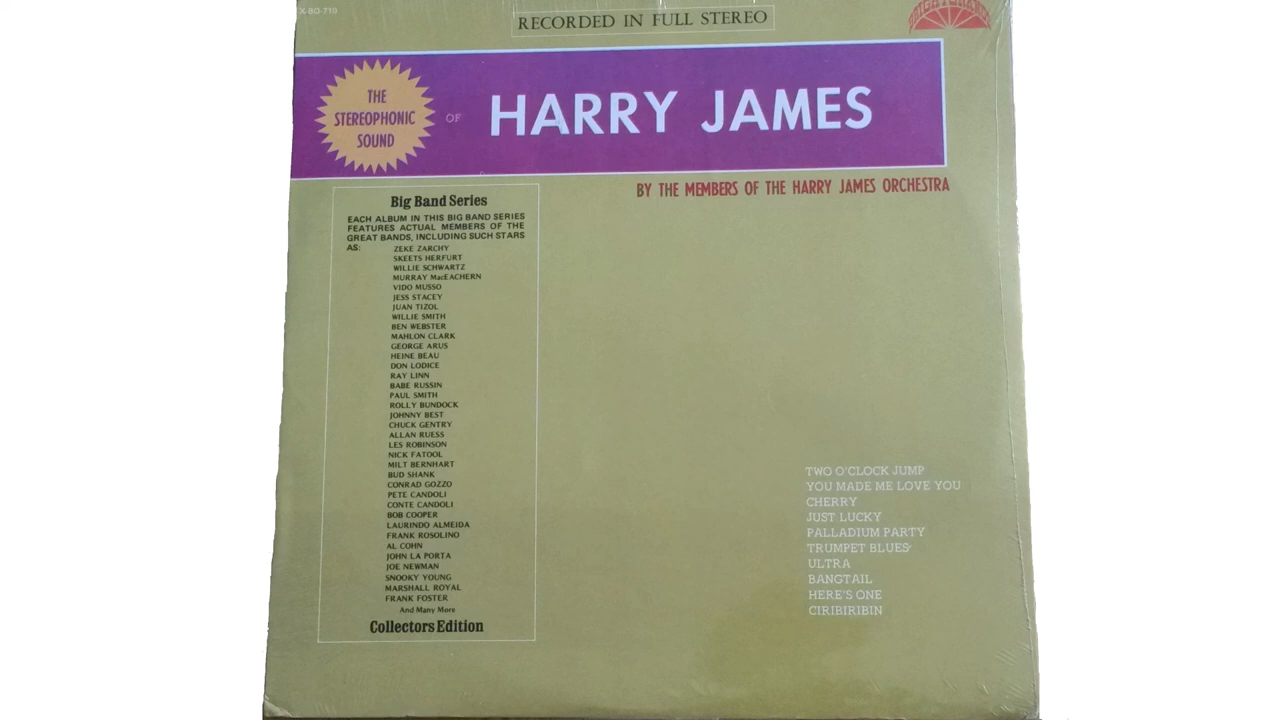 RECORDED IN FULL STEREO
THE
STEREOPHONIC
SOUND
OF
HARRY JAMES
BY THE MEMBERS OF THE HARRY JAMES ORCHESTRA
Big Band Series
EACH ALBUM IN THIS BIG BAND SERIES
FEATURES ACTUAL MEMBERS OF THE
GREAT BANDS, INCLUDING SUCH STARS
AS:
ZEKE ZARCHY
SKEETS HERFURT
WILLIE SCHWARTZ
MURRAY MacEACHERN
VIDO MUSSO
JESS STACEY
JUAN TIZOL
WILLIE SMITH
BEN WEBSTER
MAHLON CLARK
GEORGE ARUS
HEINE BEAU
DON LODICE
RAY LINN
BABE RUSSIN
PAUL SMITH
ROLLY BUNDOCK
JOHNNY BEST
CHUCK GENTRY
ALLAN RUESS
LES ROBINSON
NICK FATOOL
MILT BERNHART
BUD SHANK
CONRAD GOZZO
PETE CANDOLI
CONTE CANDOLI
BOB COOPER
LAURINDO ALMEIDA
FRANK ROSOLINO
AL COHN
JOHN LA PORTA
JOE NEWMAN
SNOOKY YOUNG
MARSHALL ROYAL
FRANK FOSTER
And Many More
Collectors Edition
TWO O'CLOCK JUMP
YOU MADE ME LOVE YOU
CHERRY
JUST LUCKY
PALLADIUM PARTY
TRUMPET BLUES
ULTRA
BANGTAIL
HERE'S ONE
CIRIBIRIBIN